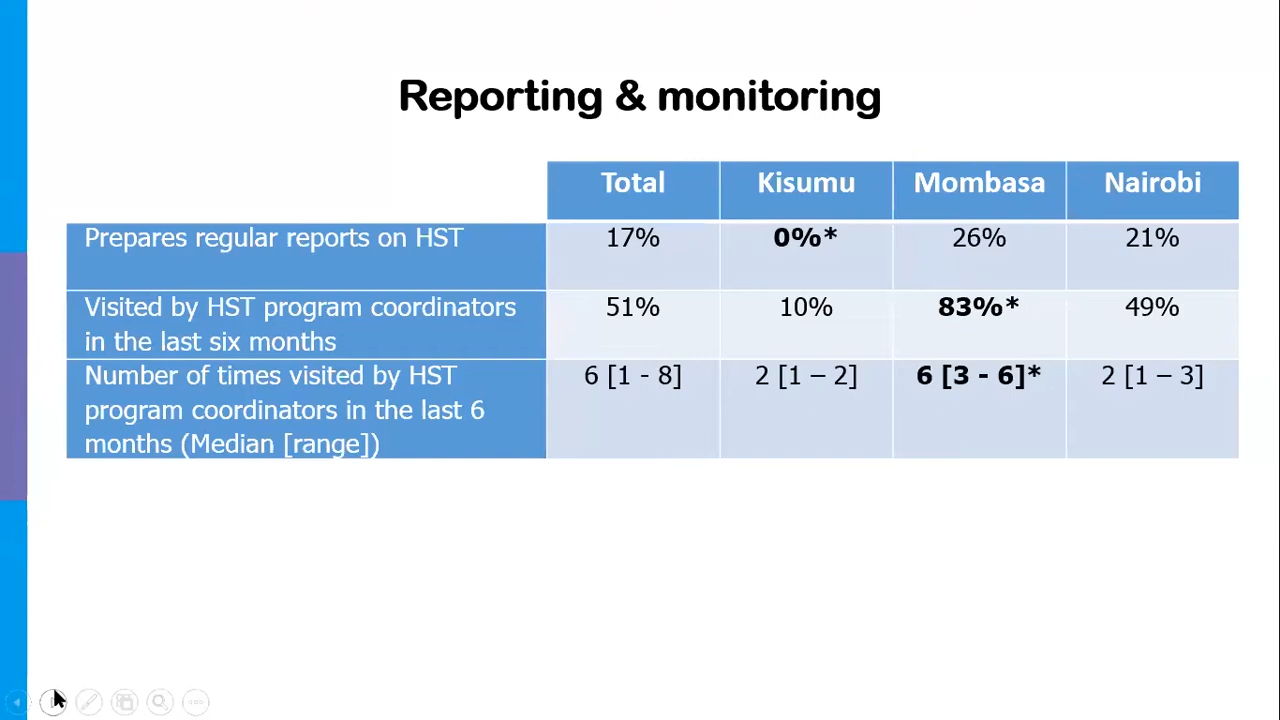 Reporting & monitoring
Total Kisumu Mombasa Nairobi
Prepares regular reports on HST 17% 0%* 26% 21%
Visited by HST program coordinators 51% 10% 83%* 49%
in the last six months
Number of times visited by HST 6 [1 - 8] 2 [1 – 2] 6 [3 - 6]* 2 [1 – 3]
program coordinators in the last 6
months (Median [range])